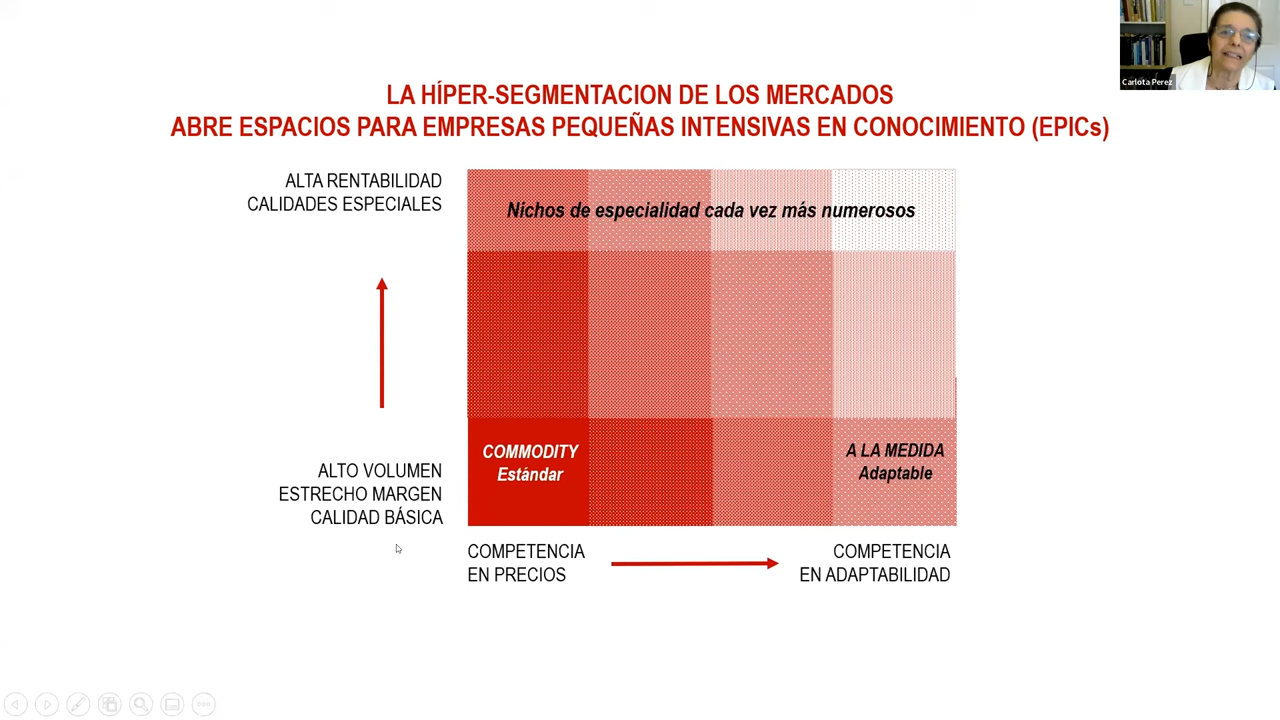 Carlota Perez
LA HÍPER-SEGMENTACION DE LOS MERCADOS
ABRE ESPACIOS PARA EMPRESAS PEQUEÑAS INTENSIVAS EN CONOCIMIENTO (EPICs)
ALTA RENTABILIDAD
CALIDADES ESPECIALES
Nichos de especialidad cada vez más numerosos
COMMODITY
Estándar
A LA MEDIDA
Adaptable
ALTO VOLUMEN
ESTRECHO MARGEN
CALIDAD BÁSICA
COMPETENCIA
EN PRECIOS
COMPETENCIA
EN ADAPTABILIDAD